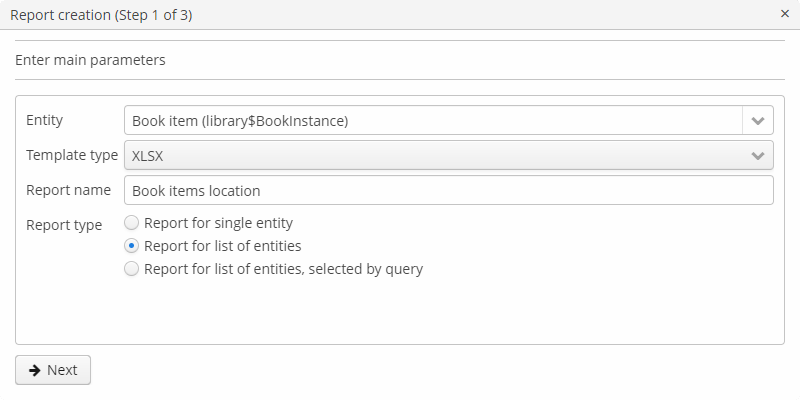 Report creation (Step 1 of 3)
Enter main parameters
Entity Book item (library$BookInstance)
Template type XLSX
Report name Book items location
Report type Report for single entity
Report for list of entities
Report for list of entities, selected by query
Next